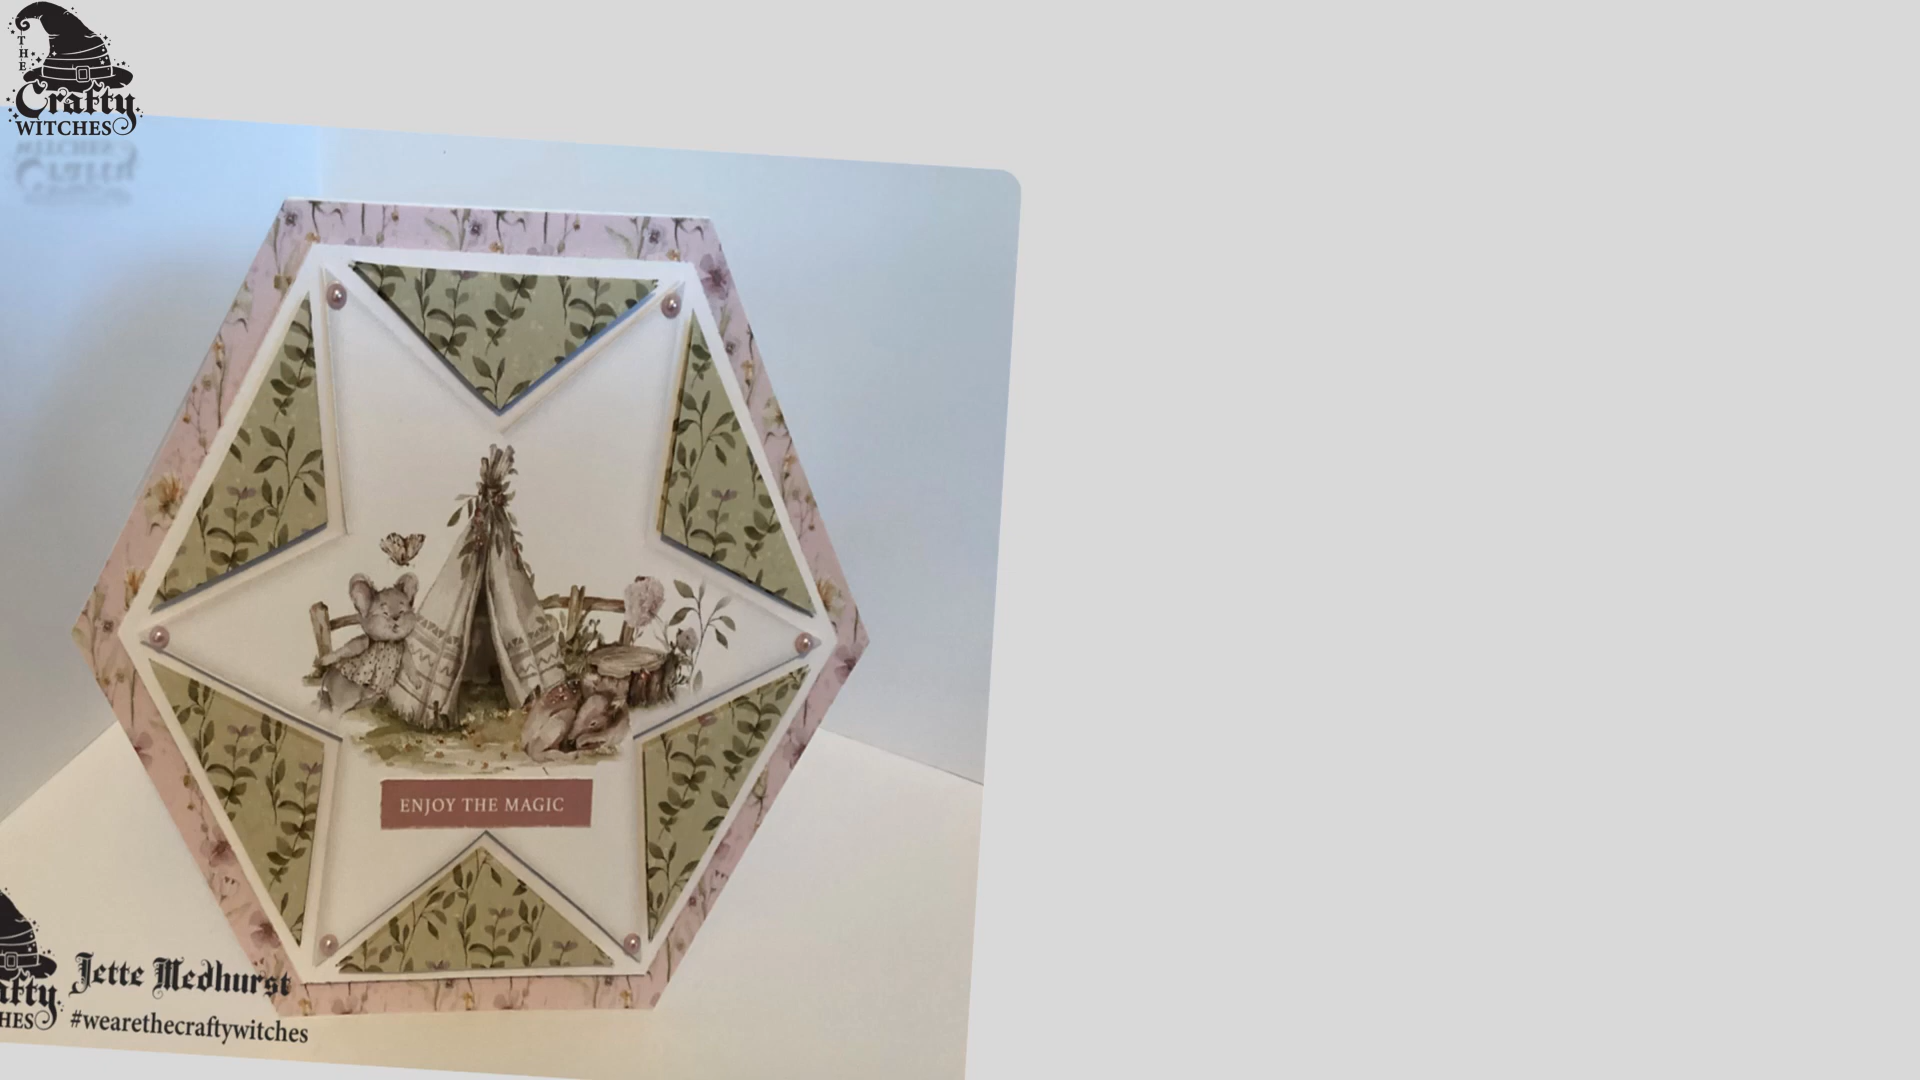 THE
Crafty
WITCHES
ENJOY THE MAGIC
Jette Medhurst
#wearethecraftywitches